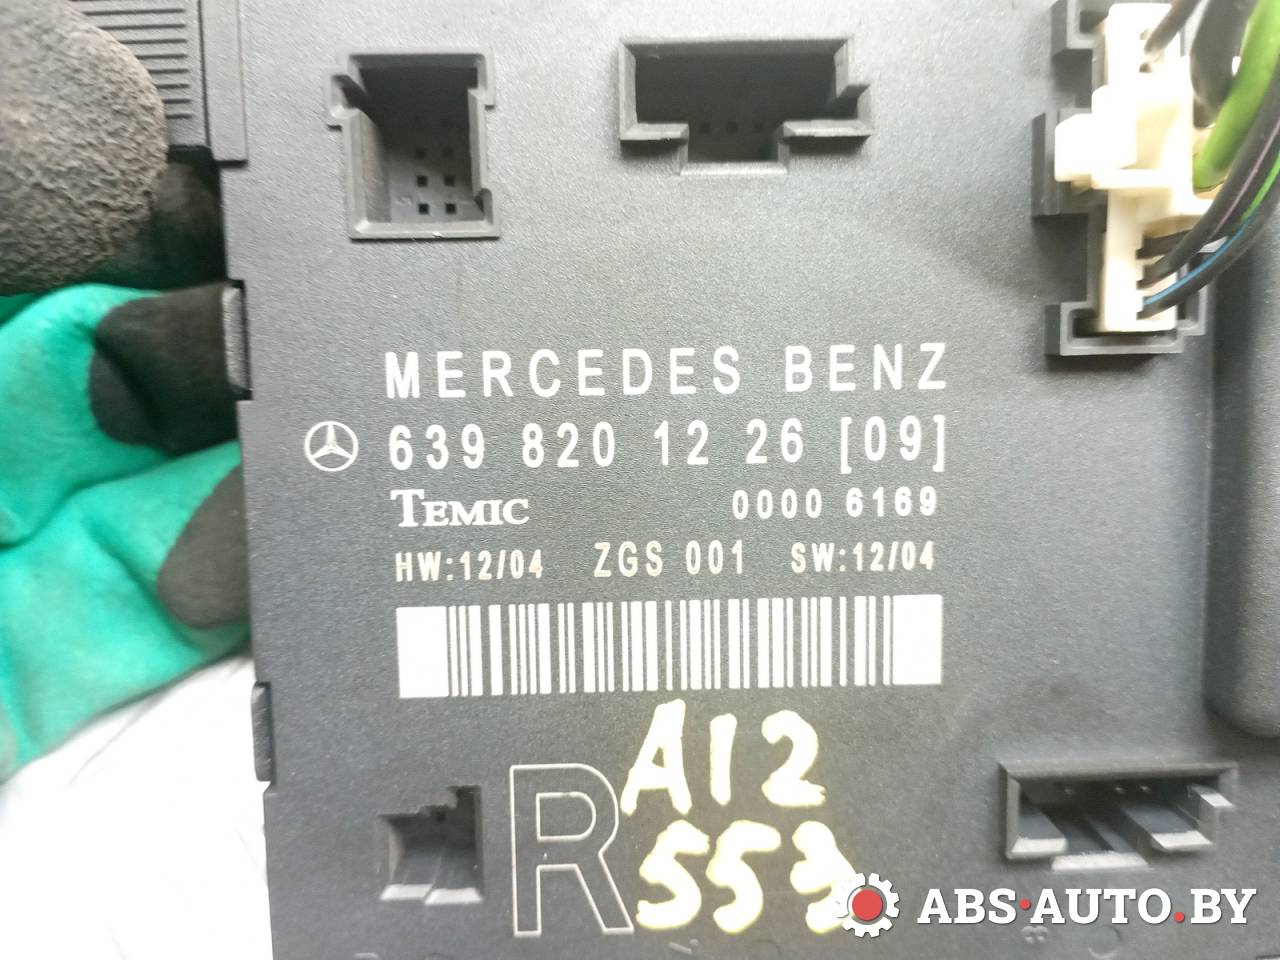 MERCEDES BENZ
639 820 12 26 [09]
TEMIC 0000 6169
HW:12/04 ZGS 001 SW:12/04
R
A12
553
ABS·AUTO.BY